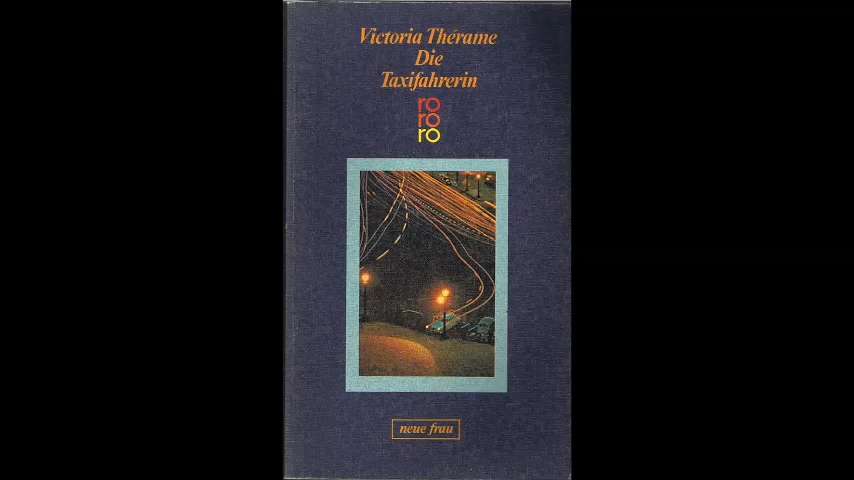 Victoria Thérame
Die
Taxifahrerin
ro
ro
ro
neue frau